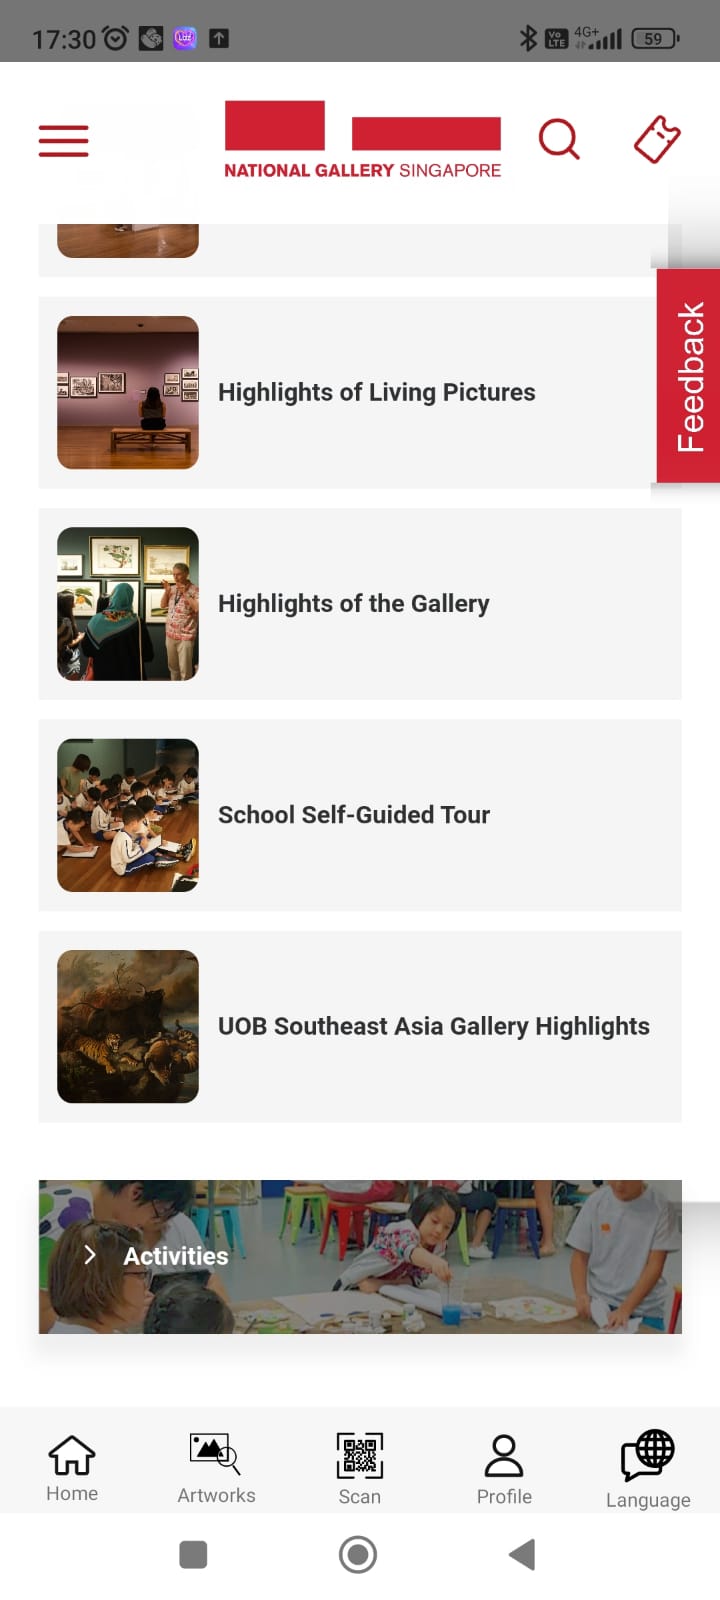 17:30
Vo LTE 4G+ 59
NATIONAL GALLERY SINGAPORE
Feedback
Highlights of Living Pictures
Highlights of the Gallery
School Self-Guided Tour
UOB Southeast Asia Gallery Highlights
Activities
Home Artworks Scan Profile Language